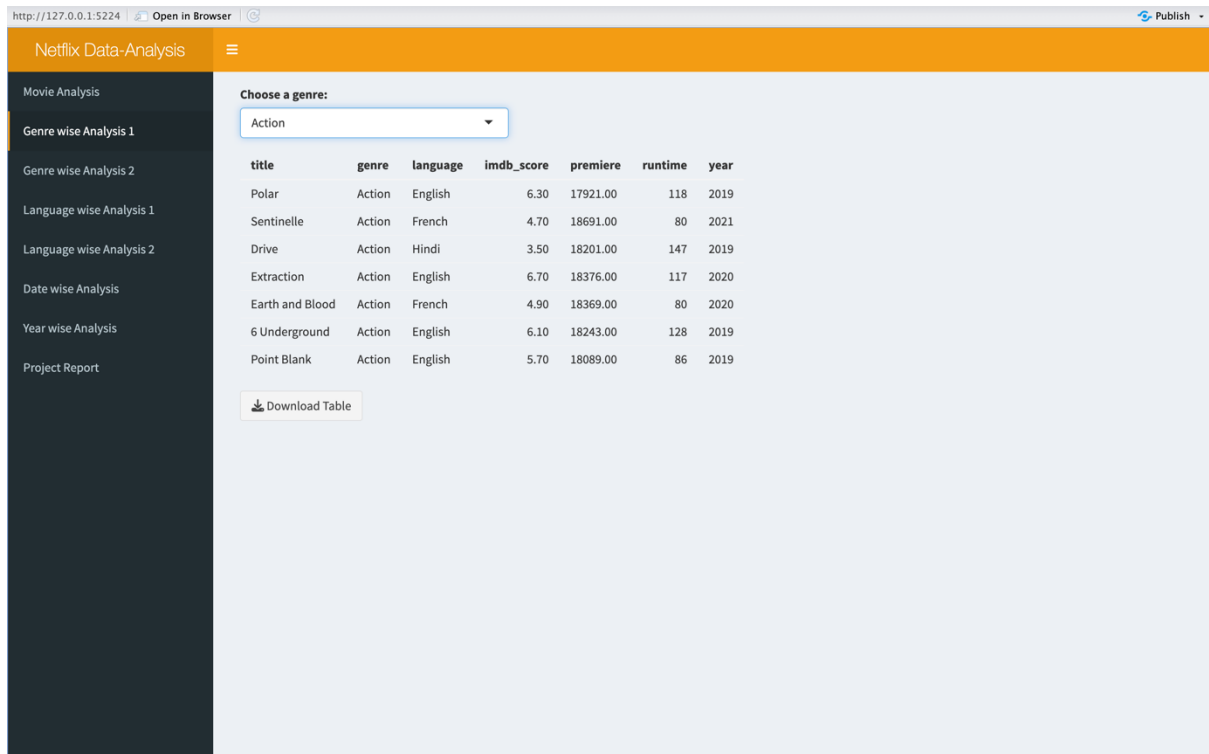 http://127.0.0.1:5224 Open in Browser Publish
Netflix Data-Analysis
Movie Analysis
Genre wise Analysis 1
Genre wise Analysis 2
Language wise Analysis 1
Language wise Analysis 2
Date wise Analysis
Year wise Analysis
Project Report
Choose a genre:
Action
title genre language imdb_score premiere runtime year
Polar Action English 6.30 17921.00 118 2019
Sentinelle Action French 4.70 18691.00 80 2021
Drive Action Hindi 3.50 18201.00 147 2019
Extraction Action English 6.70 18376.00 117 2020
Earth and Blood Action French 4.90 18369.00 80 2020
6 Underground Action English 6.10 18243.00 128 2019
Point Blank Action English 5.70 18089.00 86 2019
Download Table